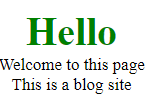 Hello
Welcome to this page
This is a blog site